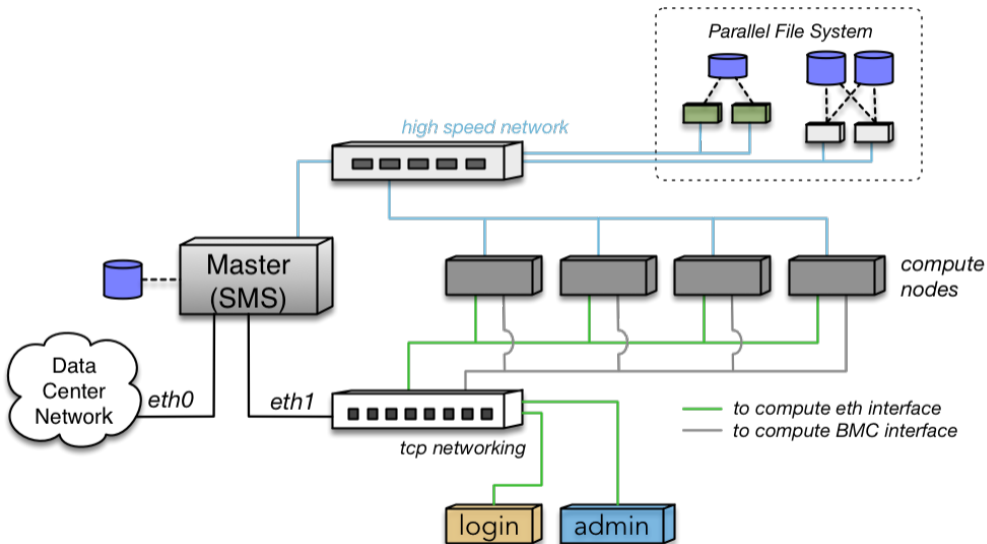 Parallel File System
high speed network
Master
(SMS)
compute
nodes
Data
Center
Network
eth0
eth1
to compute eth interface
to compute BMC interface
tcp networking
login
admin